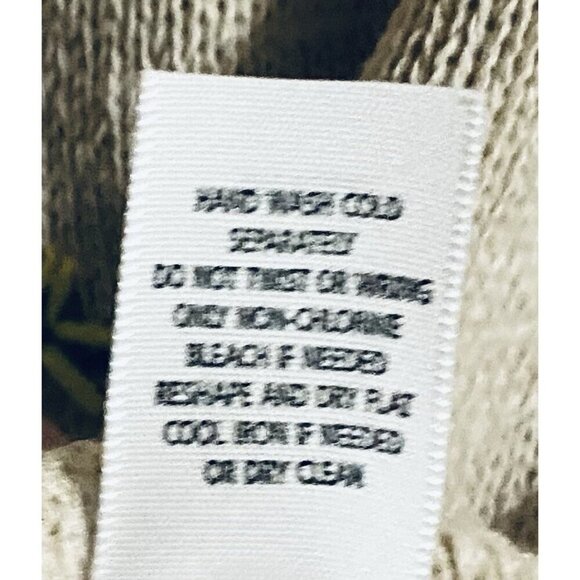 HAND WASH COLD
SEPARATELY
DO NOT TWIST OR WRING
ONLY NON-CHLORINE
BLEACH IF NEEDED
RESHAPE AND DRY FLAT
COOL IRON IF NEEDED
OR DRY CLEAN